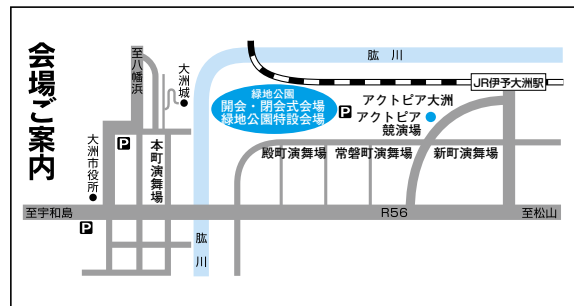 会場ご案内
至八幡浜
大洲城
肱川
JR伊予大洲駅
緑地公園
開会・閉会式会場
緑地公園特設会場
P
アクトピア大洲
アクトピア
競演場
大洲市役所
P
本町演舞場
殿町演舞場
常磐町演舞場
新町演舞場
至宇和島
R56
至松山
P
肱川